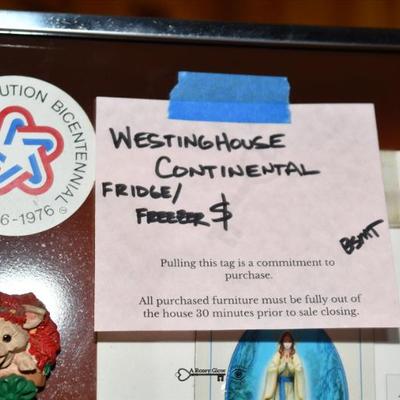 UTION BICENTENNIAL
6-1976
WESTINGHOUSE
CONTINENTAL
FRIDGE/
FREEZER $
BSMT
Pulling this tag is a commitment to
purchase.
All purchased furniture must be fully out of
the house 30 minutes prior to sale closing.
A Rosey Glow